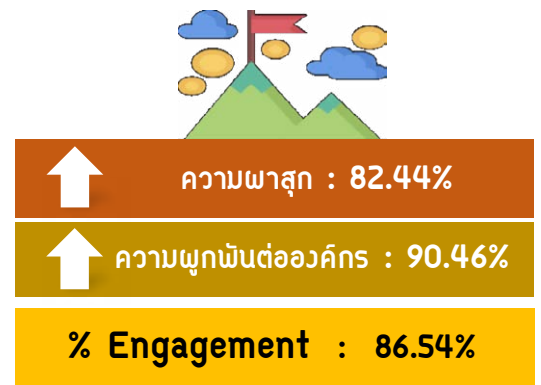 ความผาสุก : 82.44%
ความผูกพันต่อองค์กร : 90.46%
% Engagement : 86.54%